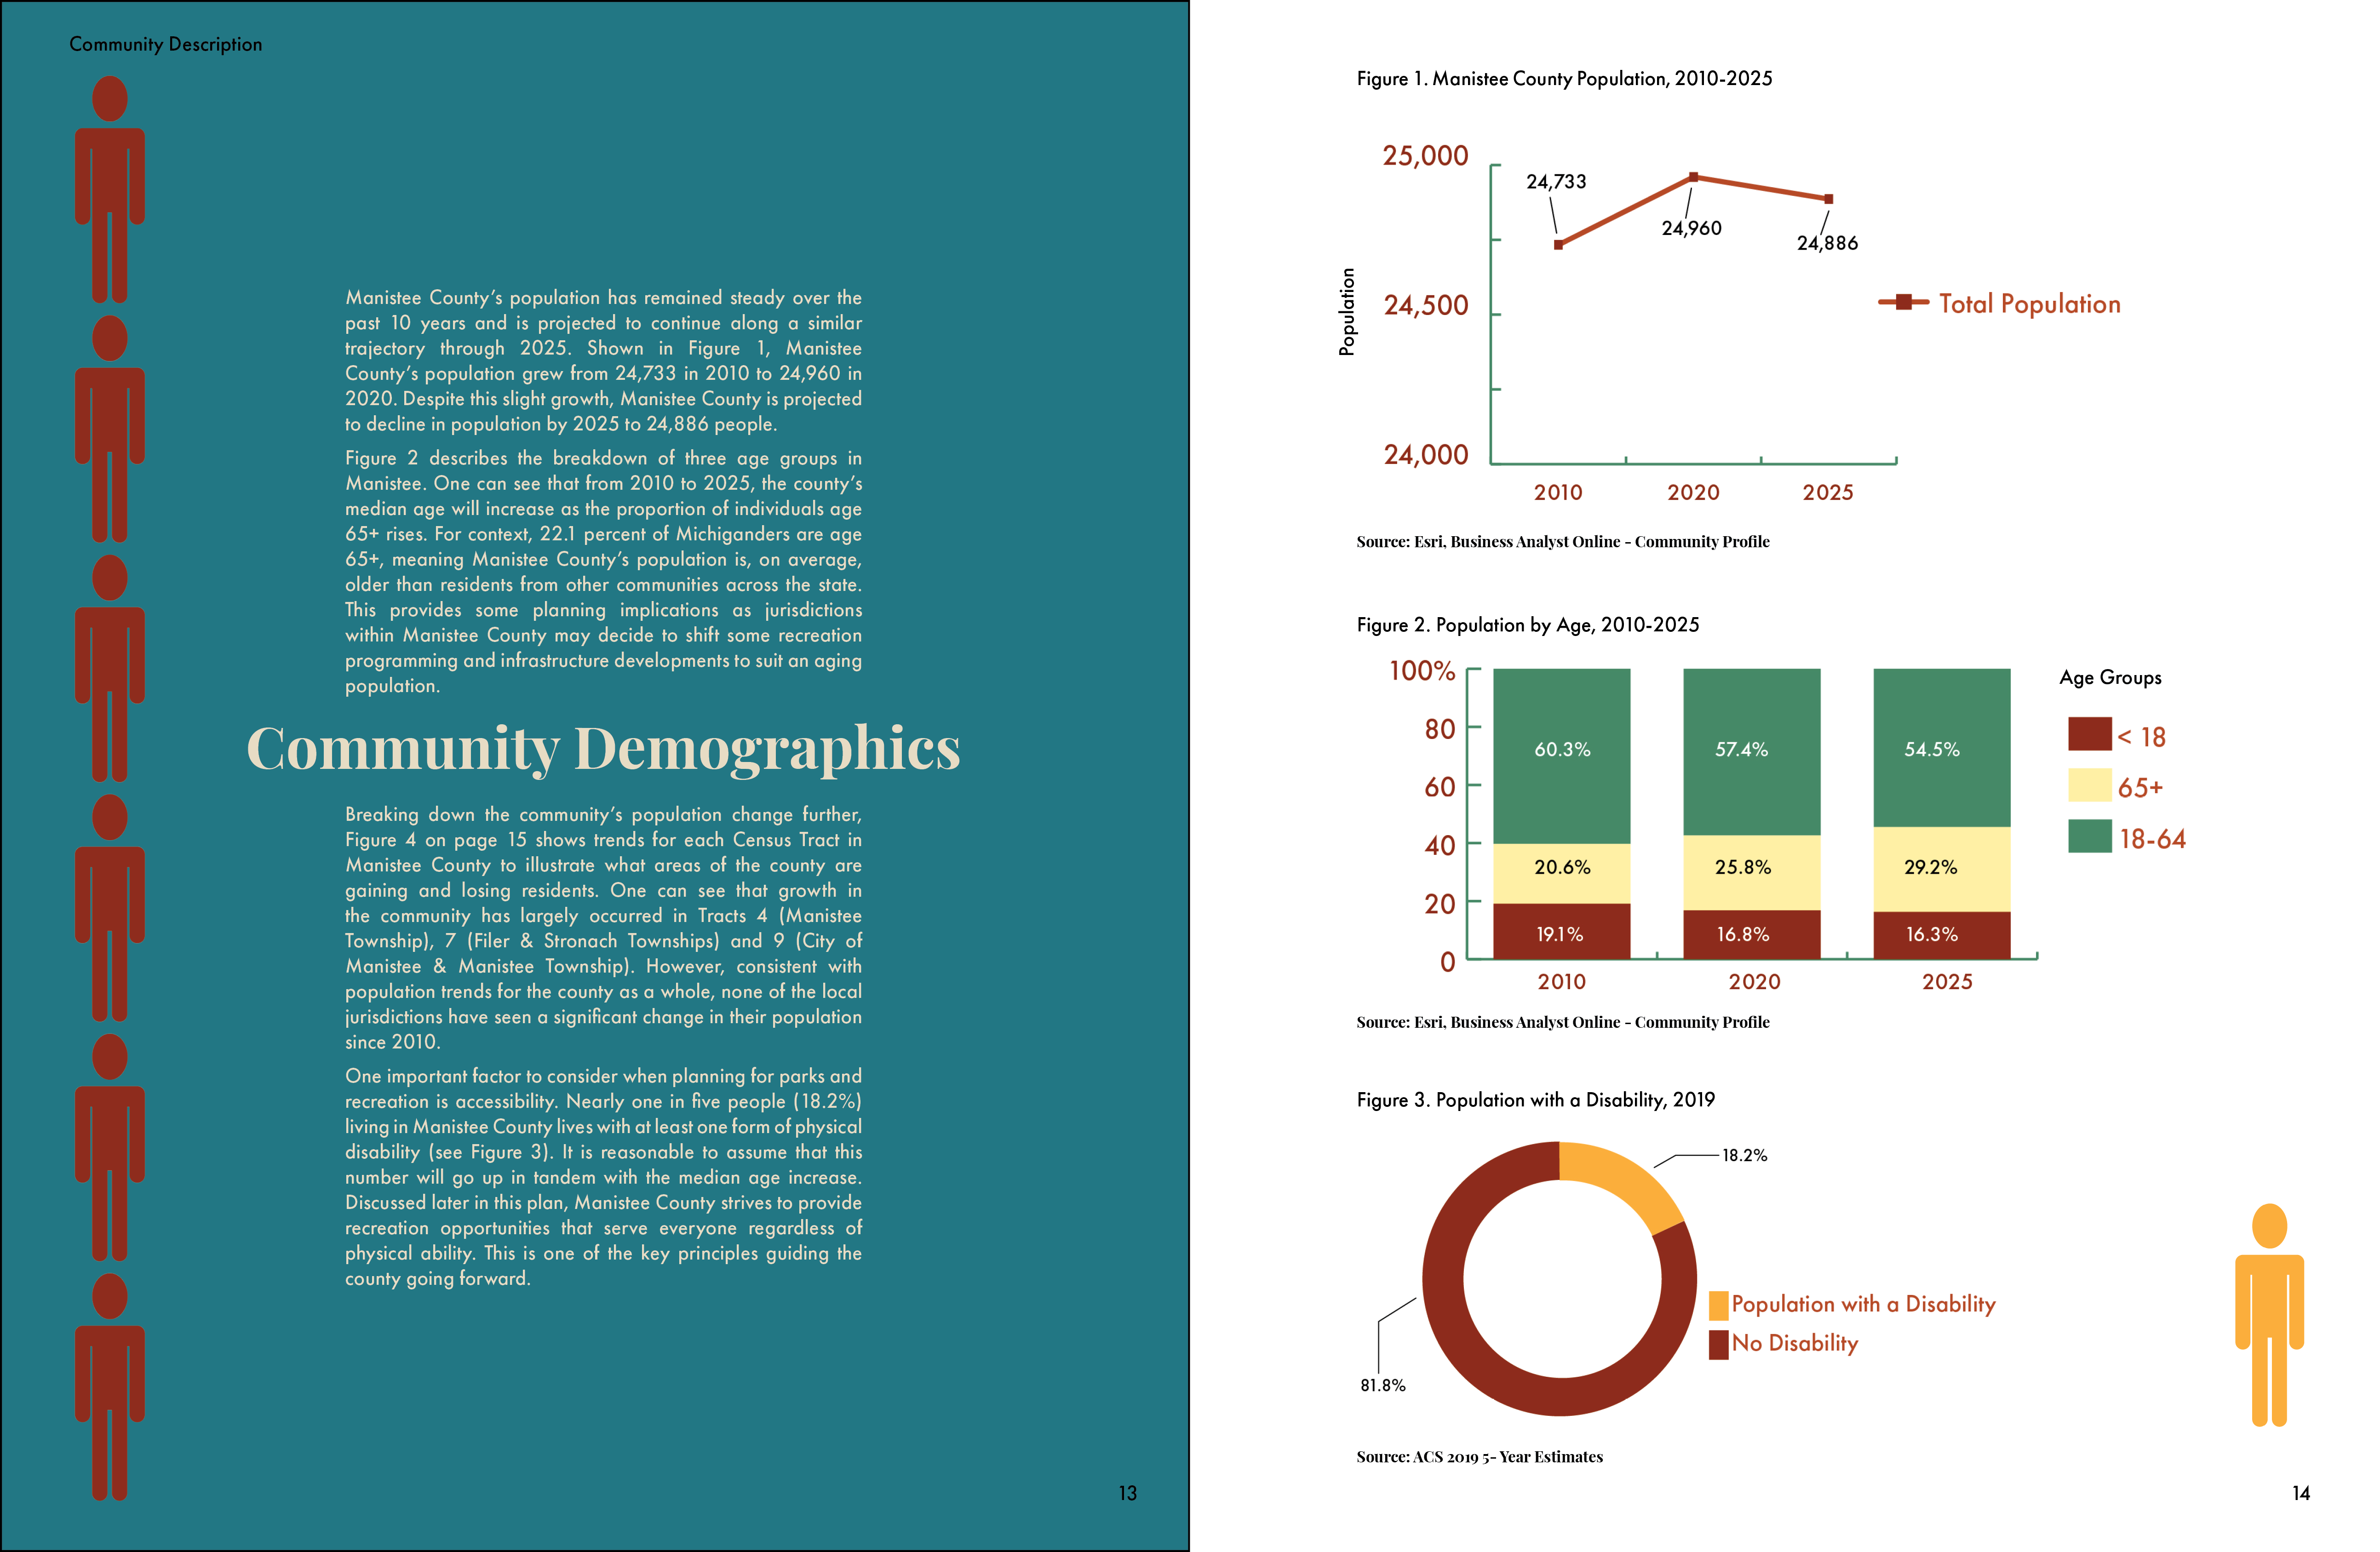 Community Description
Manistee County’s population has remained steady over the
past 10 years and is projected to continue along a similar
trajectory through 2025. Shown in Figure 1, Manistee
County’s population grew from 24,733 in 2010 to 24,960 in
2020. Despite this slight growth, Manistee County is projected
to decline in population by 2025 to 24,886 people.
Figure 2 describes the breakdown of three age groups in
Manistee. One can see that from 2010 to 2025, the county’s
median age will increase as the proportion of individuals age
65+ rises. For context, 22.1 percent of Michiganders are age
65+, meaning Manistee County’s population is, on average,
older than residents from other communities across the state.
This provides some planning implications as jurisdictions
within Manistee County may decide to shift some recreation
programming and infrastructure developments to suit an aging
population.
Community Demographics
Breaking down the community’s population change further,
Figure 4 on page 15 shows trends for each Census Tract in
Manistee County to illustrate what areas of the county are
gaining and losing residents. One can see that growth in
the community has largely occurred in Tracts 4 (Manistee
Township), 7 (Filer & Stronach Townships) and 9 (City of
Manistee & Manistee Township). However, consistent with
population trends for the county as a whole, none of the local
jurisdictions have seen a significant change in their population
since 2010.
One important factor to consider when planning for parks and
recreation is accessibility. Nearly one in five people (18.2%)
living in Manistee County lives with at least one form of physical
disability (see Figure 3). It is reasonable to assume that this
number will go up in tandem with the median age increase.
Discussed later in this plan, Manistee County strives to provide
recreation opportunities that serve everyone regardless of
physical ability. This is one of the key principles guiding the
county going forward.
13
Figure 1. Manistee County Population, 2010-2025
25,000
24,733
24,960
24,886
Population
24,500
Total Population
24,000
2010 2020 2025
Source: Esri, Business Analyst Online - Community Profile
Figure 2. Population by Age, 2010-2025
100%
80
60
40
20
0
60.3% 57.4% 54.5%
20.6% 25.8% 29.2%
19.1% 16.8% 16.3%
2010 2020 2025
Age Groups
< 18
65+
18-64
Source: Esri, Business Analyst Online - Community Profile
Figure 3. Population with a Disability, 2019
18.2%
Population with a Disability
No Disability
81.8%
Source: ACS 2019 5- Year Estimates
14